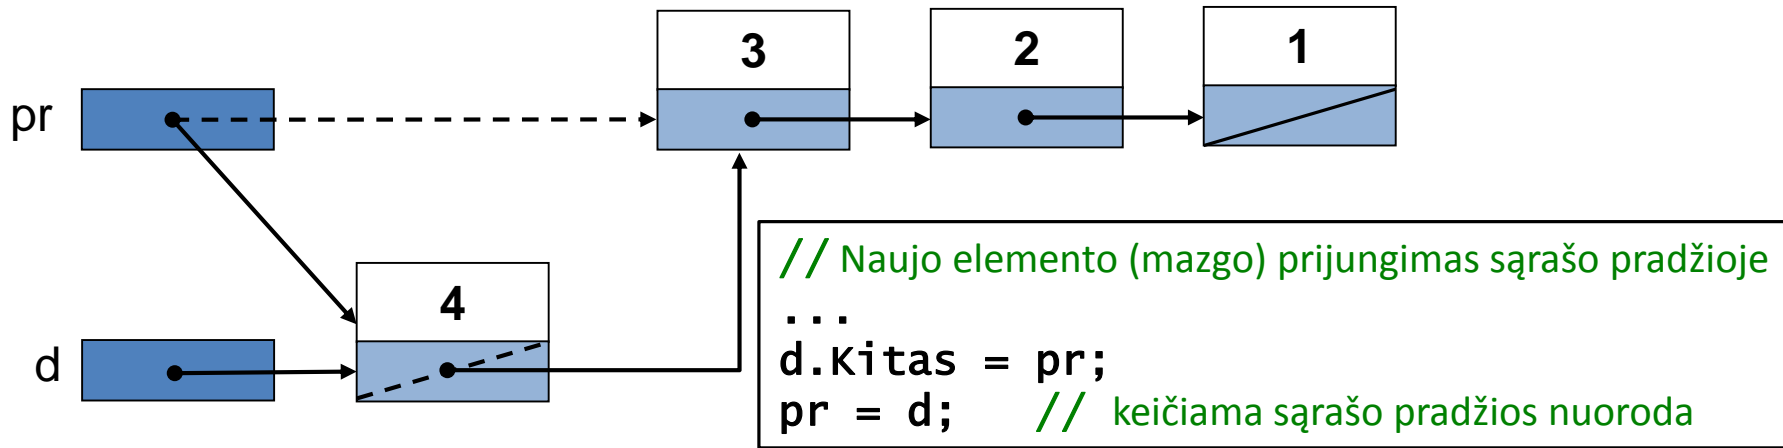 3 2 1
pr
4
d
// Naujo elemento (mazgo) prijungimas sąrašo pradžioje
...
d.Kitas = pr;
pr = d; // keičiama sąrašo pradžios nuoroda